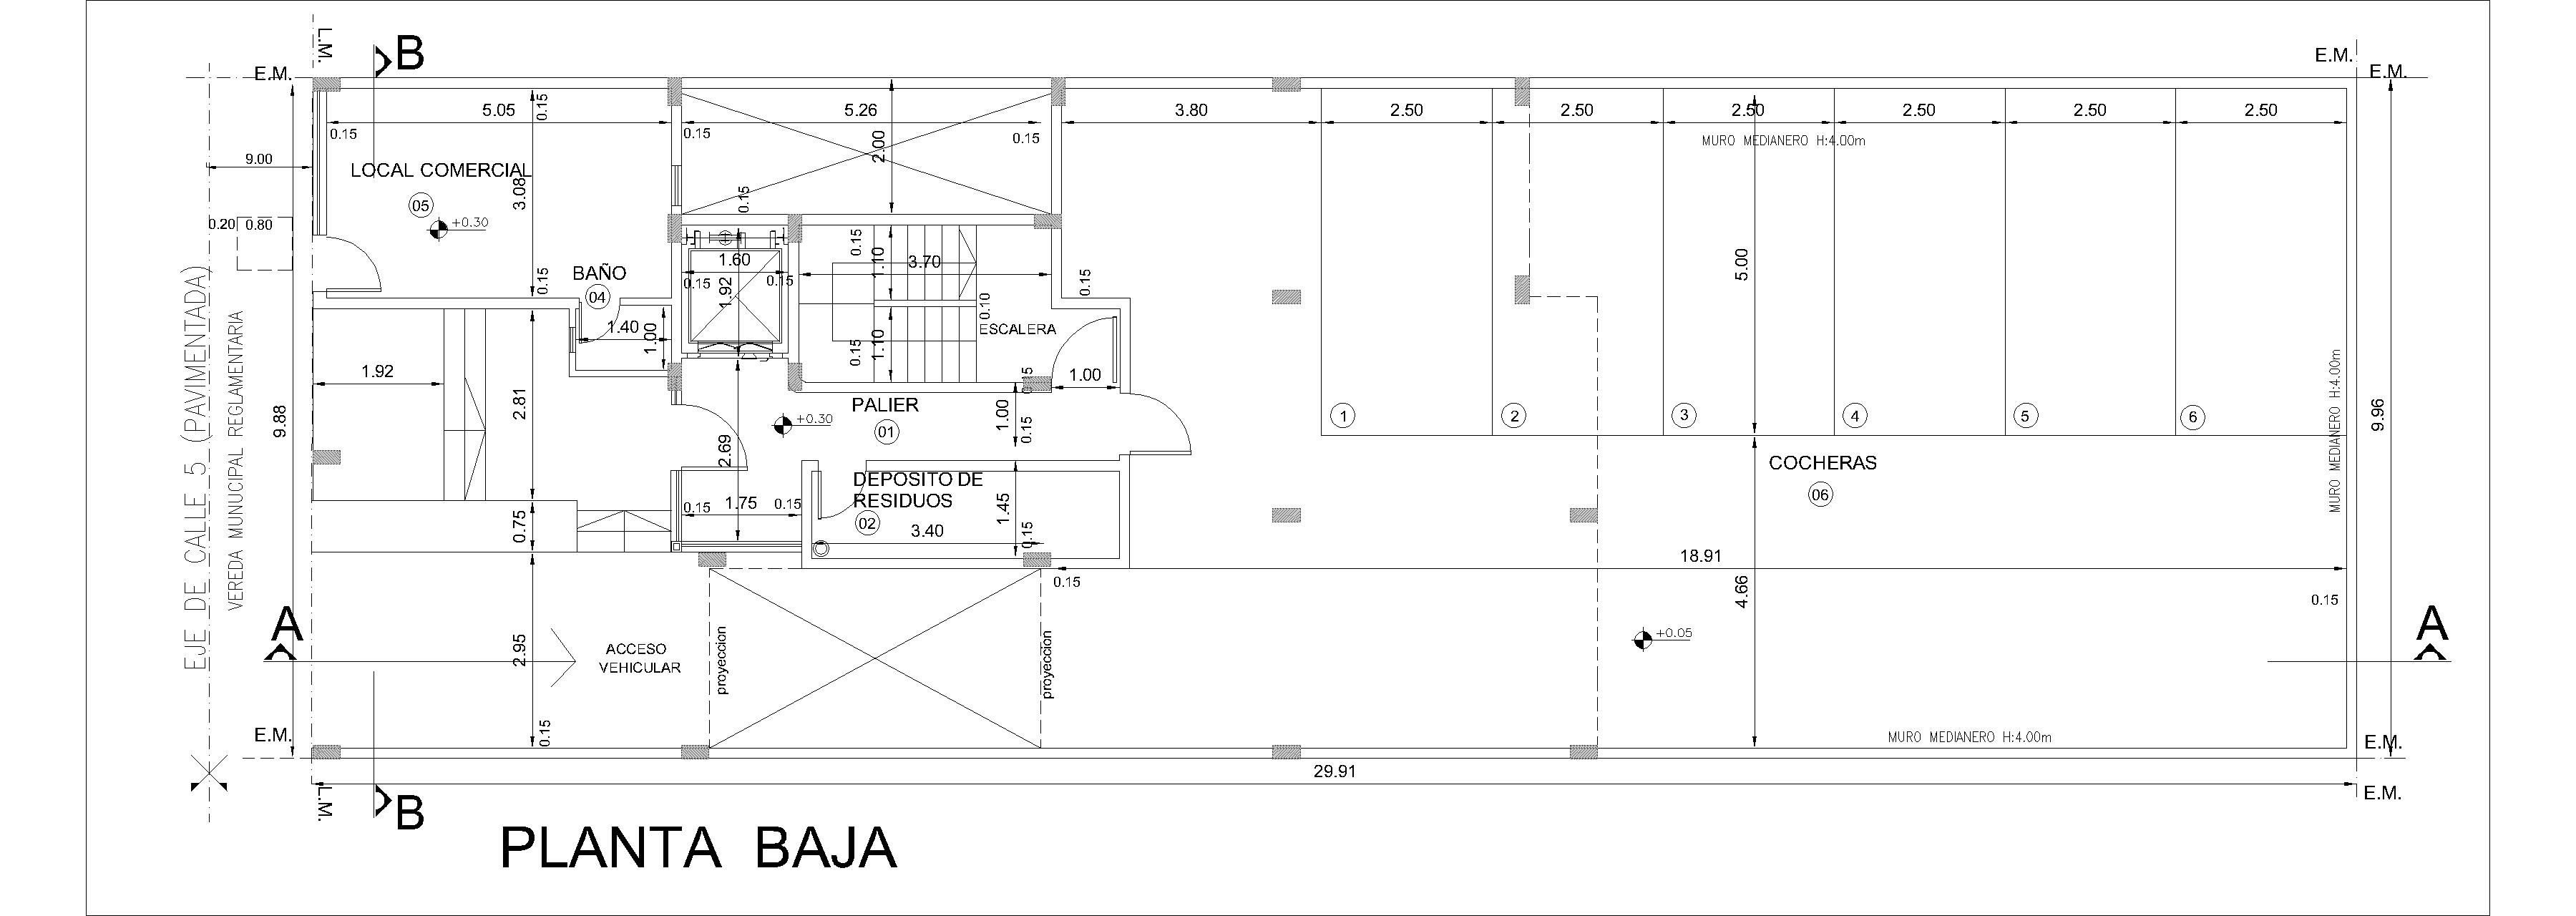 L.M.
B
E.M.
E.M.
E.M.
5.05
0.15
5.26
3.80
2.50
2.50
2.50
2.50
2.50
2.50
0.15
0.15
0.15
MURO MEDIANERO H:4.00m
2.00
9.00
LOCAL COMERCIAL
3.08
05
+0.30
0.15
0.20
0.80
0.15
1.10
3.70
1.60
0.15
0.15
1.92
0.15
5.00
BAÑO
04
0.15
0.10
ESCALERA
1.40
1.00
1.10
0.15
EJE DE CALLE 5 (PAVIMENTADA)
VEREDA MUNUCIPAL REGLAMENTARIA
1.92
2.81
9.88
1.00
0.15
PALIER
01
+0.30
1.00
0.15
1
2
3
4
5
6
MURO MEDIANERO H:4.00m
9.96
2.69
COCHERAS
06
DEPOSITO DE
RESIDUOS
02
1.45
0.15
1.75
0.15
0.15
3.40
0.75
18.91
0.15
4.66
0.15
A
A
2.95
ACCESO
VEHICULAR
proyeccion
proyeccion
+0.05
0.15
E.M.
MURO MEDIANERO H:4.00m
E.M.
29.91
L.M.
B
E.M.
PLANTA BAJA